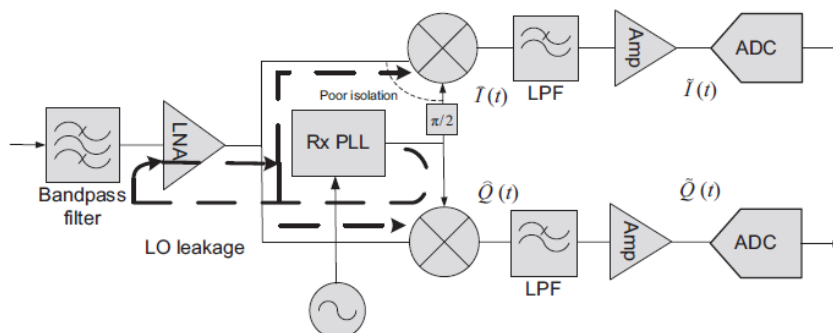 Amp
ADC
LNA
Poor isolation
Ī(t)
LPF
Ĩ(t)
π/2
Rx PLL
Bandpass
filter
Q̂(t)
Q̃(t)
LO leakage
Amp
ADC
LPF